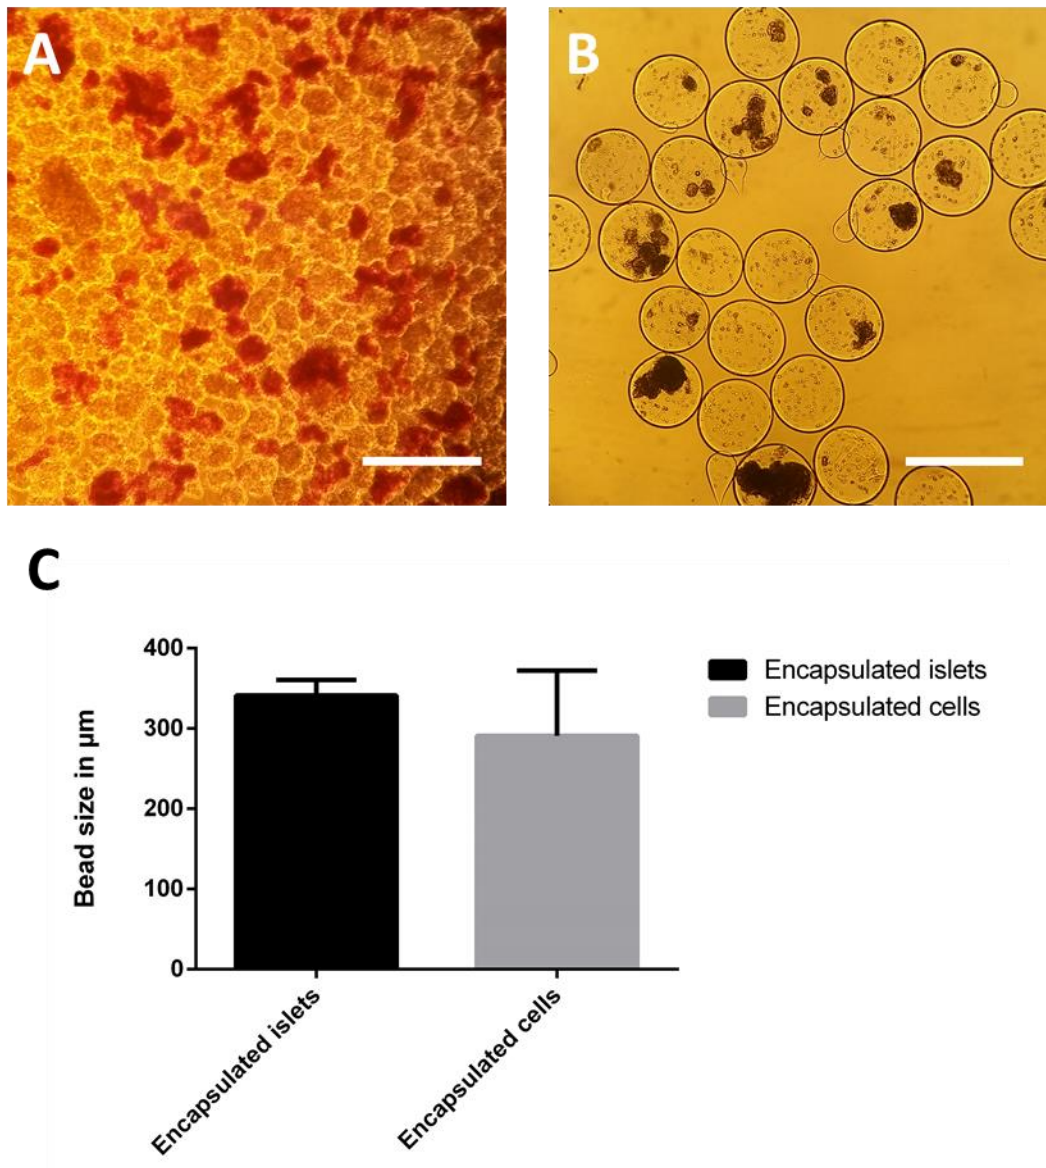 A
B
C
400
300
200
100
0
Bead size in µm
Encapsulated islets
Encapsulated cells
Encapsulated islets
Encapsulated cells